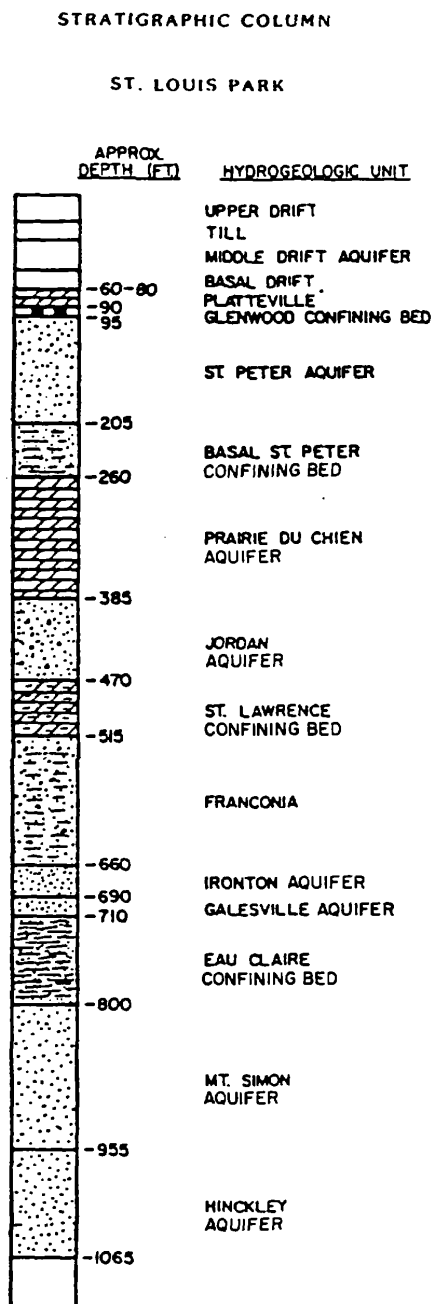 STRATIGRAPHIC COLUMN
ST. LOUIS PARK
APPROX.
DEPTH (FT.) HYDROGEOLOGIC UNIT
UPPER DRIFT
TILL
MIDDLE DRIFT AQUIFER
BASAL DRIFT
-60-80
PLATTEVILLE
-90
GLENWOOD CONFINING BED
-95
ST. PETER AQUIFER
-205
BASAL ST. PETER
CONFINING BED
-260
PRAIRIE DU CHIEN
AQUIFER
-385
JORDAN
AQUIFER
-470
ST. LAWRENCE
CONFINING BED
-515
FRANCONIA
-660
IRONTON AQUIFER
-690
GALESVILLE AQUIFER
-710
EAU CLAIRE
CONFINING BED
-800
MT. SIMON
AQUIFER
-955
HINCKLEY
AQUIFER
-1065